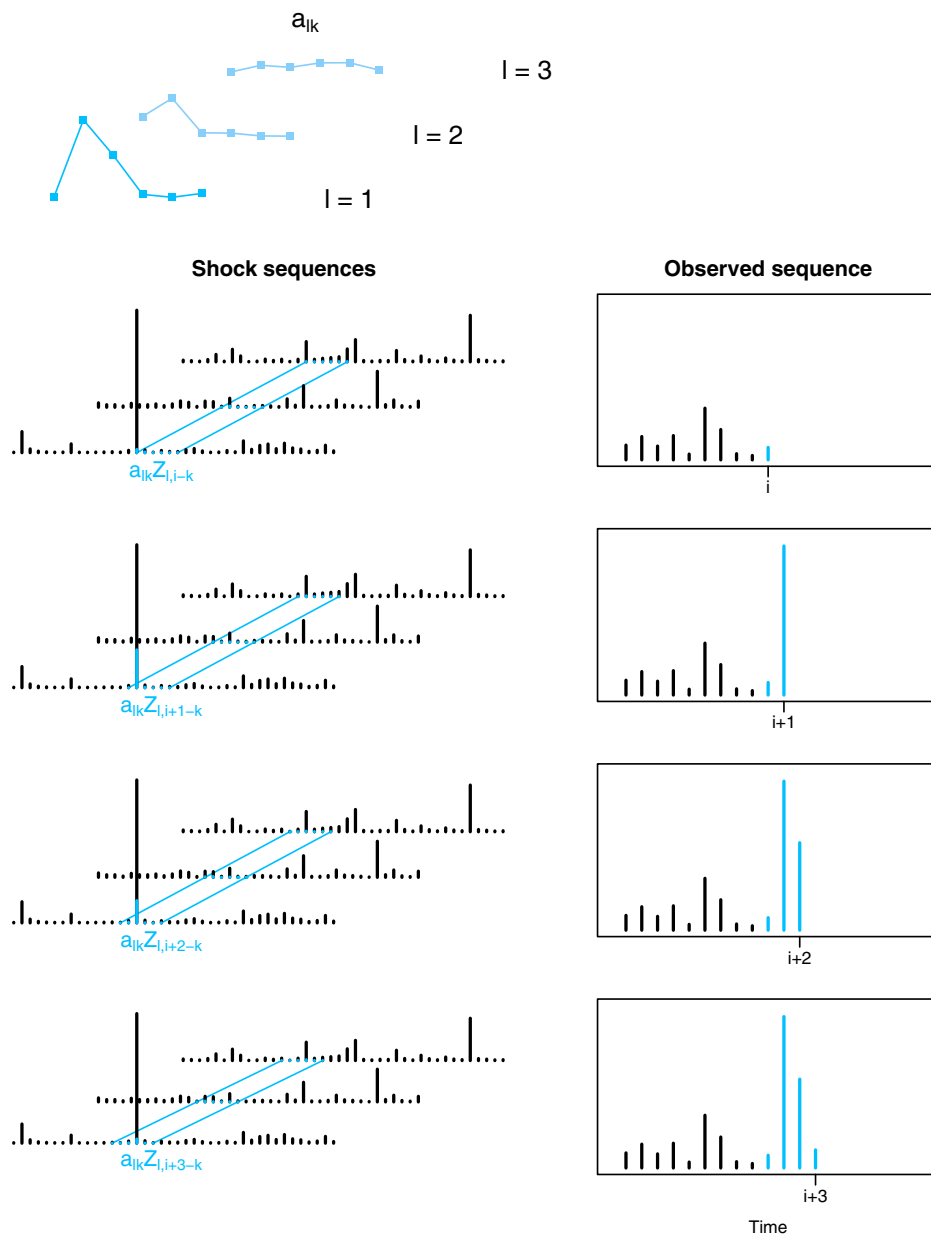 a_lk
l = 3
l = 2
l = 1
Shock sequences
Observed sequence
a_lkZ_l,i−k
i
a_lkZ_l,i+1−k
i+1
a_lkZ_l,i+2−k
i+2
a_lkZ_l,i+3−k
i+3
Time